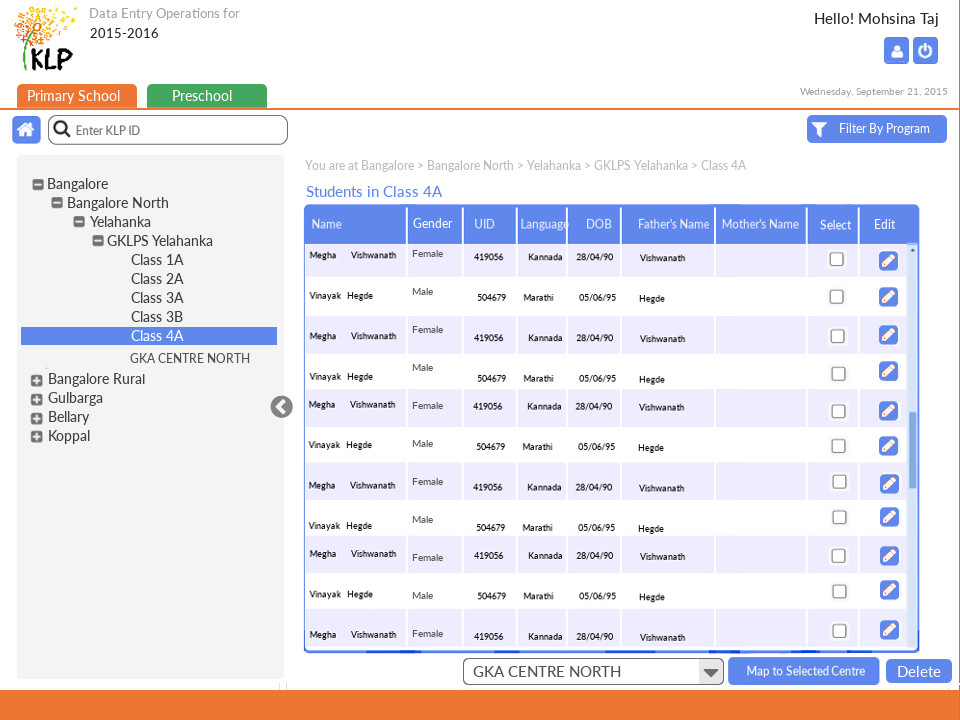 Data Entry Operations for
2015-2016
Hello! Mohsina Taj
KLP
Primary School
Preschool
Wednesday, September 21, 2015
Enter KLP ID
Filter By Program
Bangalore
Bangalore North
Yelahanka
GKLPS Yelahanka
Class 1A
Class 2A
Class 3A
Class 3B
Class 4A
GKA CENTRE NORTH
Bangalore Rural
Gulbarga
Bellary
Koppal
You are at Bangalore > Bangalore North > Yelahanka > GKLPS Yelahanka > Class 4A
Students in Class 4A
Name Gender UID Language DOB Father's Name Mother's Name Select Edit
Megha Vishwanath Female 419056 Kannada 28/04/90 Vishwanath
Vinayak Hegde Male 504679 Marathi 05/06/95 Hegde
Megha Vishwanath Female 419056 Kannada 28/04/90 Vishwanath
Vinayak Hegde Male 504679 Marathi 05/06/95 Hegde
Megha Vishwanath Female 419056 Kannada 28/04/90 Vishwanath
Vinayak Hegde Male 504679 Marathi 05/06/95 Hegde
Megha Vishwanath Female 419056 Kannada 28/04/90 Vishwanath
Vinayak Hegde Male 504679 Marathi 05/06/95 Hegde
Megha Vishwanath Female 419056 Kannada 28/04/90 Vishwanath
Vinayak Hegde Male 504679 Marathi 05/06/95 Hegde
Megha Vishwanath Female 419056 Kannada 28/04/90 Vishwanath
GKA CENTRE NORTH
Map to Selected Centre
Delete